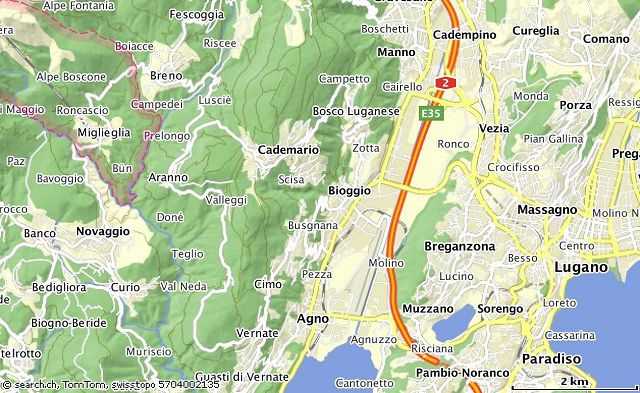 Alpe Fontania
Fescoggia
Boschetti
Cadempino
Cureglia
Riscee
Comano
Boiacce
Manno
Alpe Boscone
Breno
Campetto
Cairello
2
Monda
Lusciè
Campedei
Roncascio
Bosco Luganese
E35
Porza
Maggio
Miglieglia
Prelongo
Vezia
Pian Gallina
Cademario
Zotta
Ronco
Paz
Bün
Crocifisso
Bavoggio
Aranno
Scisa
Bioggio
Valleggi
Massagno
Molino N
Donè
Busgnana
Banco
Novaggio
Breganzona
Centro
Teglio
Besso
Molino
Lugano
Pezza
Lucino
Bedigliora
Curio
Val Neda
Cimo
Loreto
Muzzano
Sorengo
Biogno-Beride
Agno
Vernate
Cassarina
Agnuzzo
Risciana
Muriscio
Paradiso
Guasti di Vernate
Pambio-Noranco
Cantonetto
2 km
© search.ch, TomTom, swisstopo 5704002135